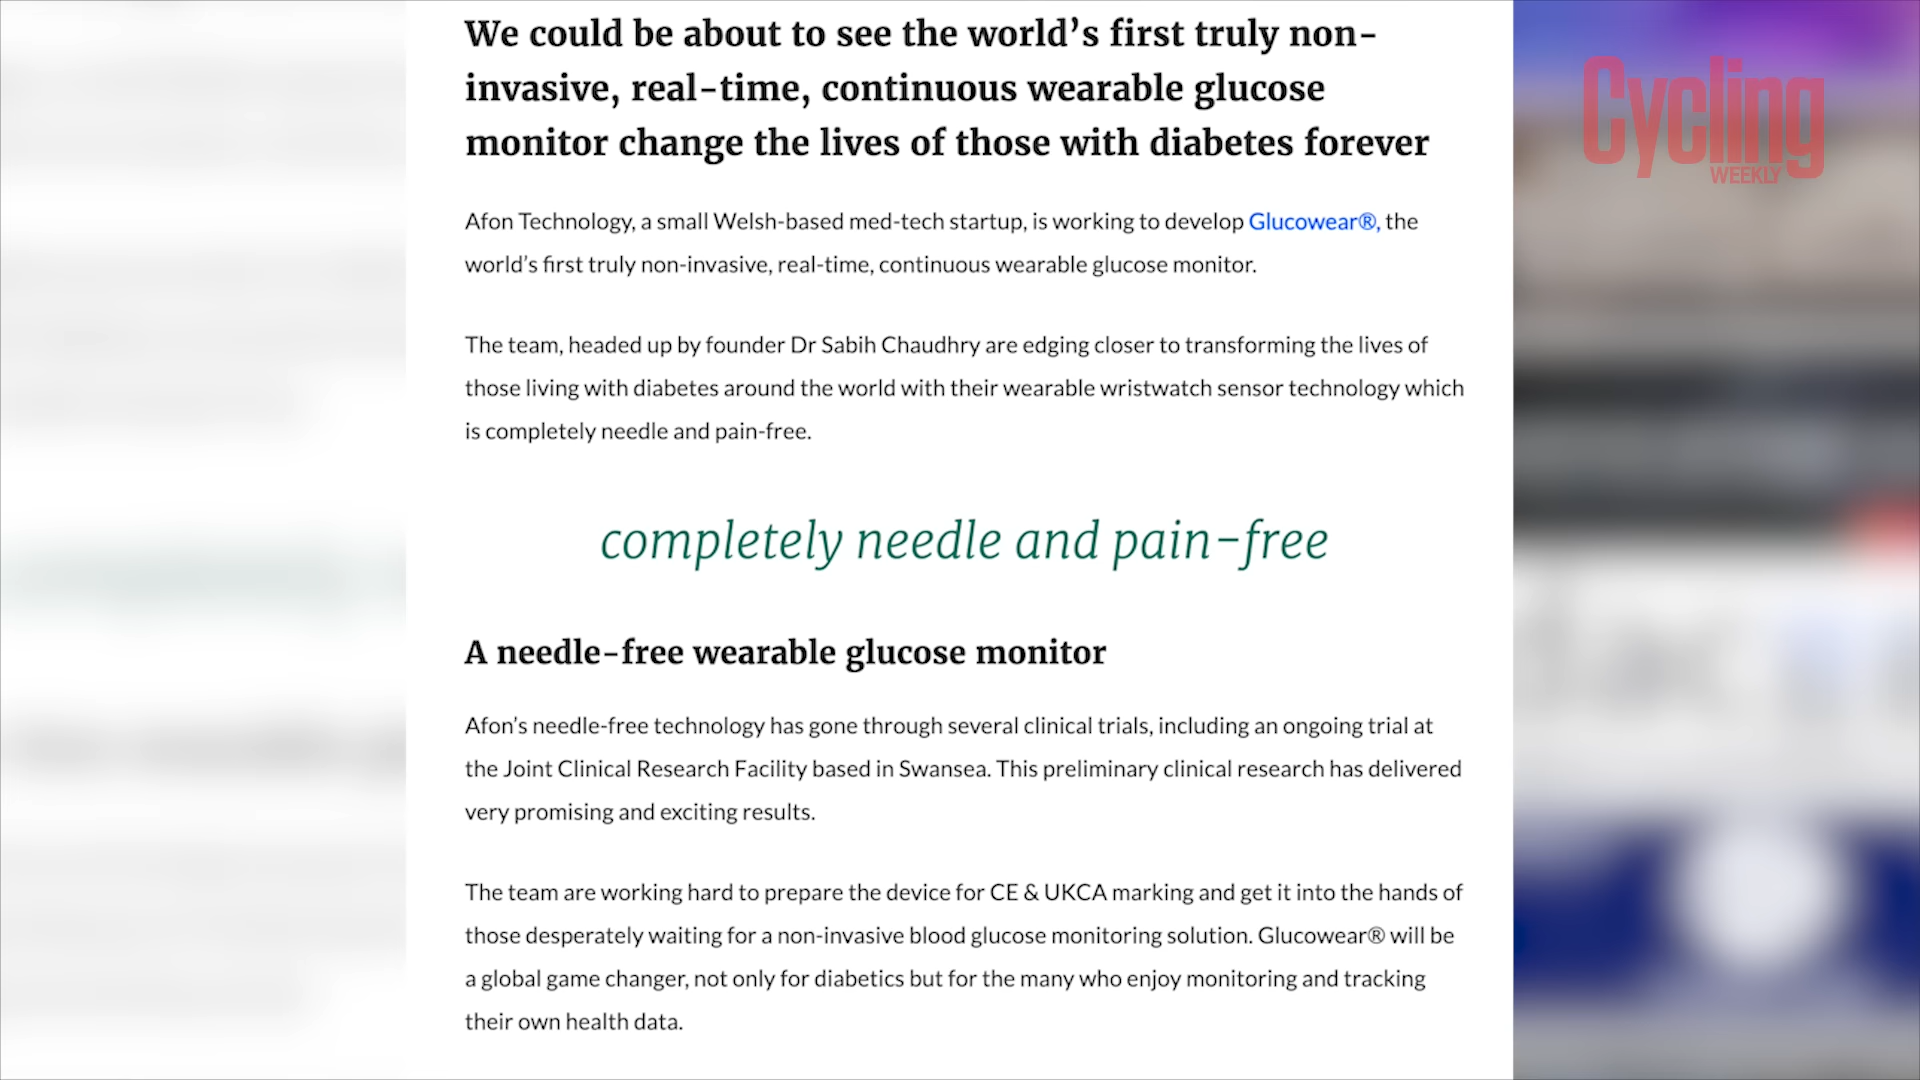 We could be about to see the world’s first truly non-
invasive, real-time, continuous wearable glucose
monitor change the lives of those with diabetes forever
Cycling
WEEKLY
Afon Technology, a small Welsh-based med-tech startup, is working to develop Glucowear®, the
world’s first truly non-invasive, real-time, continuous wearable glucose monitor.
The team, headed up by founder Dr Sabih Chaudhry are edging closer to transforming the lives of
those living with diabetes around the world with their wearable wristwatch sensor technology which
is completely needle and pain-free.
completely needle and pain-free
A needle-free wearable glucose monitor
Afon’s needle-free technology has gone through several clinical trials, including an ongoing trial at
the Joint Clinical Research Facility based in Swansea. This preliminary clinical research has delivered
very promising and exciting results.
The team are working hard to prepare the device for CE & UKCA marking and get it into the hands of
those desperately waiting for a non-invasive blood glucose monitoring solution. Glucowear® will be
a global game changer, not only for diabetics but for the many who enjoy monitoring and tracking
their own health data.